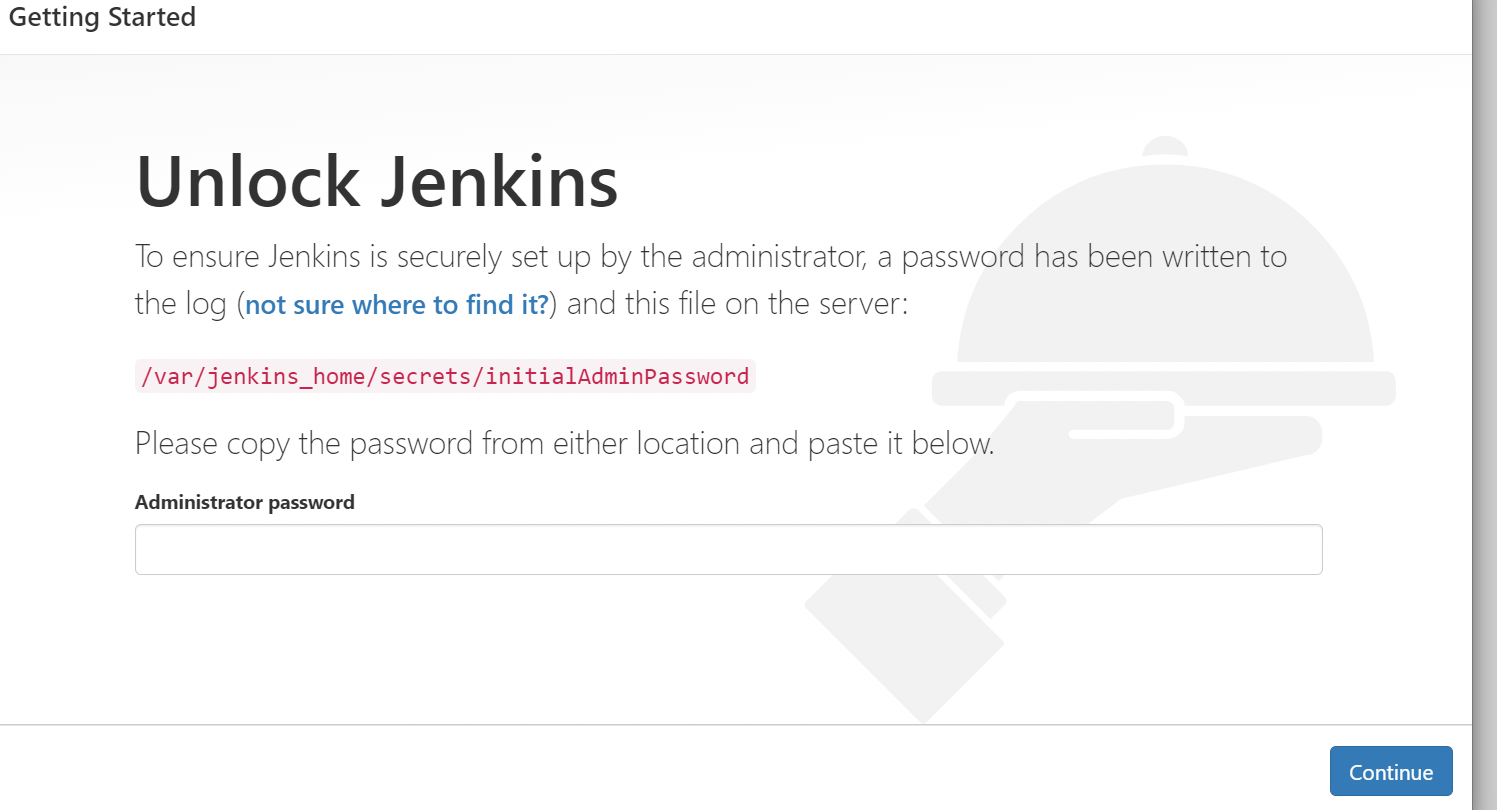 Getting Started
Unlock Jenkins
To ensure Jenkins is securely set up by the administrator, a password has been written to
the log (not sure where to find it?) and this file on the server:
/var/jenkins_home/secrets/initialAdminPassword
Please copy the password from either location and paste it below.
Administrator password
Continue